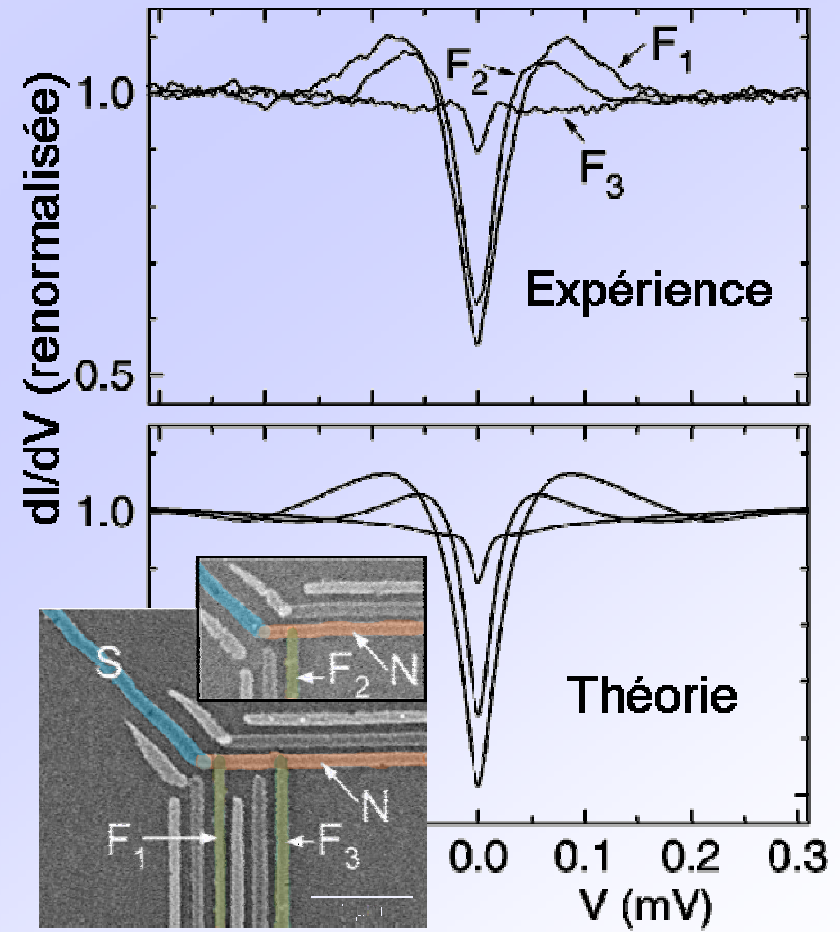 dI/dV (renormalisée)
1.0
0.5
F1
F2
F3
Expérience
1.0
Théorie
F2
N
S
N
F1
F3
0.0 0.1 0.2 0.3
V (mV)